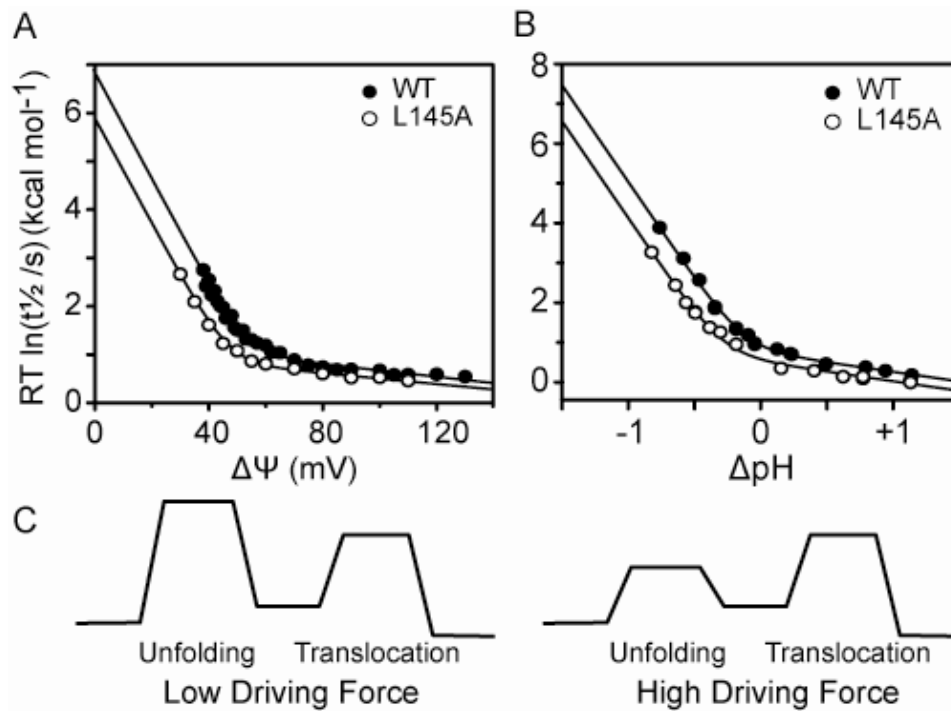 A
RT ln(t½ /s) (kcal mol⁻¹)
6
4
2
0
WT
L145A
0 40 80 120
ΔΨ (mV)
B
8
6
4
2
0
WT
L145A
-1 0 +1
ΔpH
C
Unfolding Translocation
Low Driving Force
Unfolding Translocation
High Driving Force